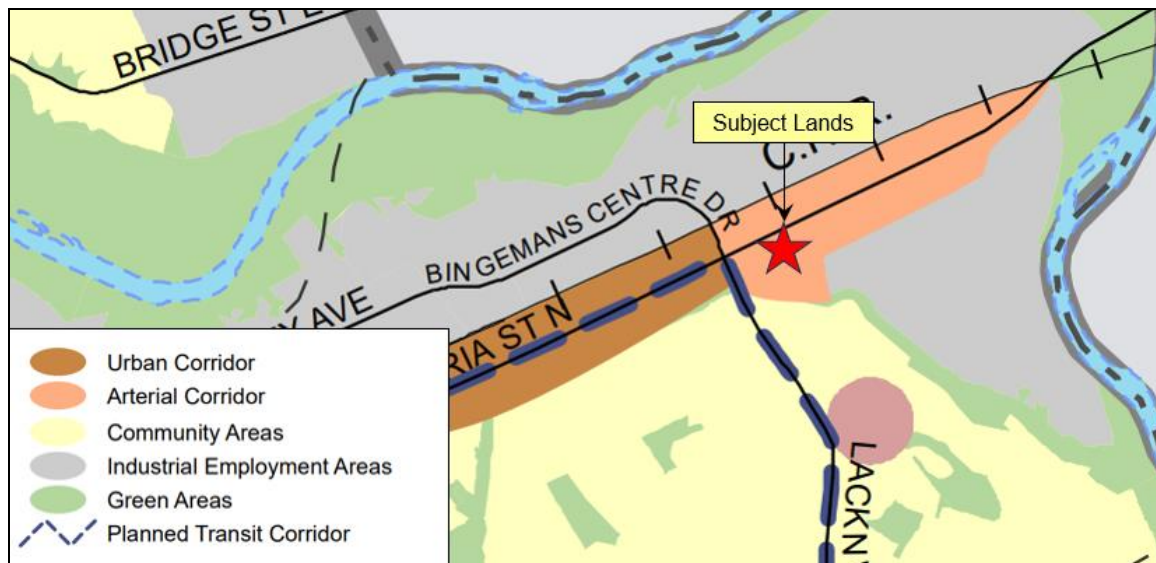 BRIDGE ST E
Subject Lands
C.N.R.
BINGEMANS CENTRE DR
AVE
RIA ST N
LACKN
Urban Corridor
Arterial Corridor
Community Areas
Industrial Employment Areas
Green Areas
Planned Transit Corridor